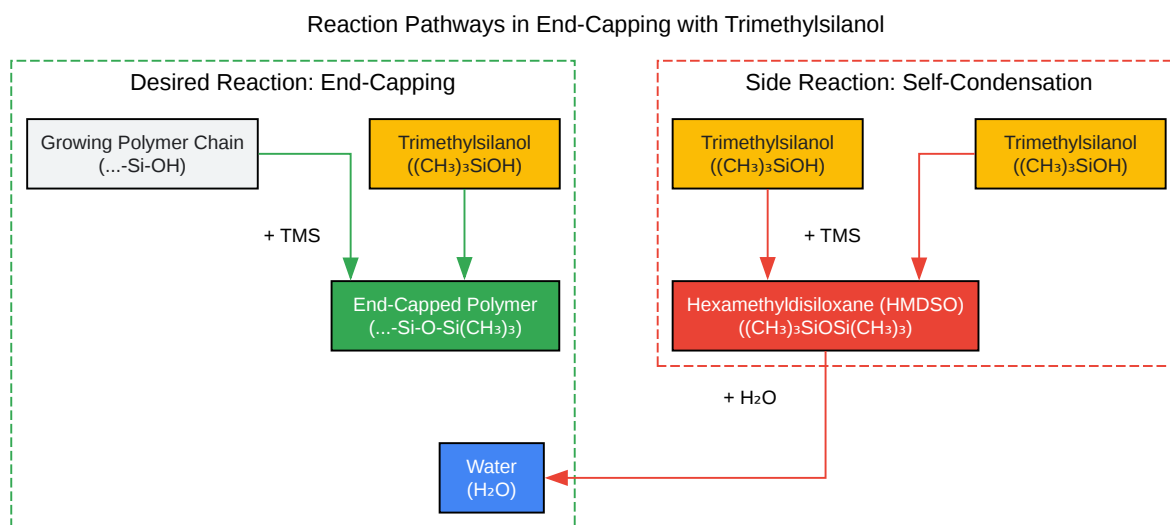 Reaction Pathways in End-Capping with Trimethylsilanol
Desired Reaction: End-Capping
Growing Polymer Chain
(...-Si-OH)
Trimethylsilanol
((CH₃)₃SiOH)
+ TMS
End-Capped Polymer
(...-Si-O-Si(CH₃)₃)
Water
(H₂O)
Side Reaction: Self-Condensation
Trimethylsilanol
((CH₃)₃SiOH)
Trimethylsilanol
((CH₃)₃SiOH)
+ TMS
Hexamethyldisiloxane (HMDSO)
((CH₃)₃SiOSi(CH₃)₃)
+ H₂O